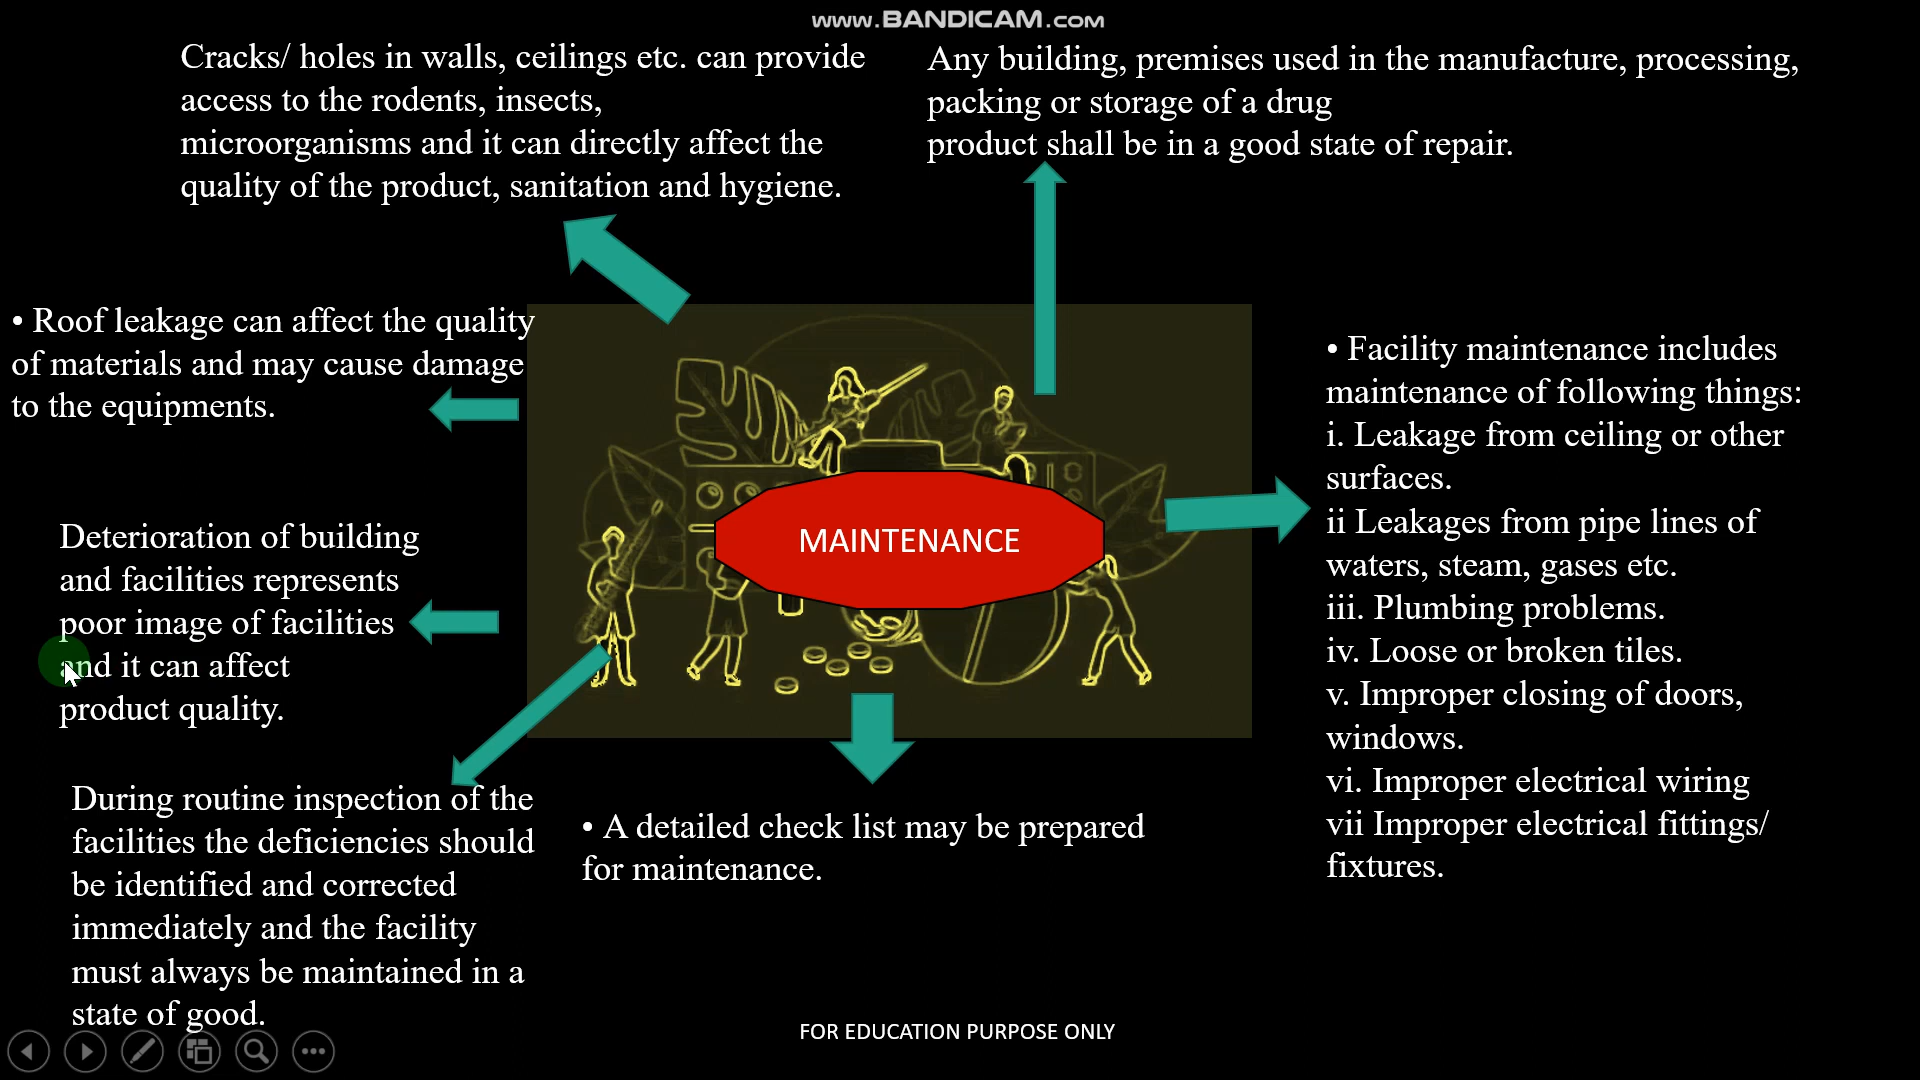 www.BANDICAM.com
Cracks/ holes in walls, ceilings etc. can provide
access to the rodents, insects,
microorganisms and it can directly affect the
quality of the product, sanitation and hygiene.
Any building, premises used in the manufacture, processing,
packing or storage of a drug
product shall be in a good state of repair.
• Roof leakage can affect the quality
of materials and may cause damage
to the equipments.
Deterioration of building
and facilities represents
poor image of facilities
and it can affect
product quality.
During routine inspection of the
facilities the deficiencies should
be identified and corrected
immediately and the facility
must always be maintained in a
state of good.
MAINTENANCE
• A detailed check list may be prepared
for maintenance.
• Facility maintenance includes
maintenance of following things:
i. Leakage from ceiling or other
surfaces.
ii Leakages from pipe lines of
waters, steam, gases etc.
iii. Plumbing problems.
iv. Loose or broken tiles.
v. Improper closing of doors,
windows.
vi. Improper electrical wiring
vii Improper electrical fittings/
fixtures.
FOR EDUCATION PURPOSE ONLY